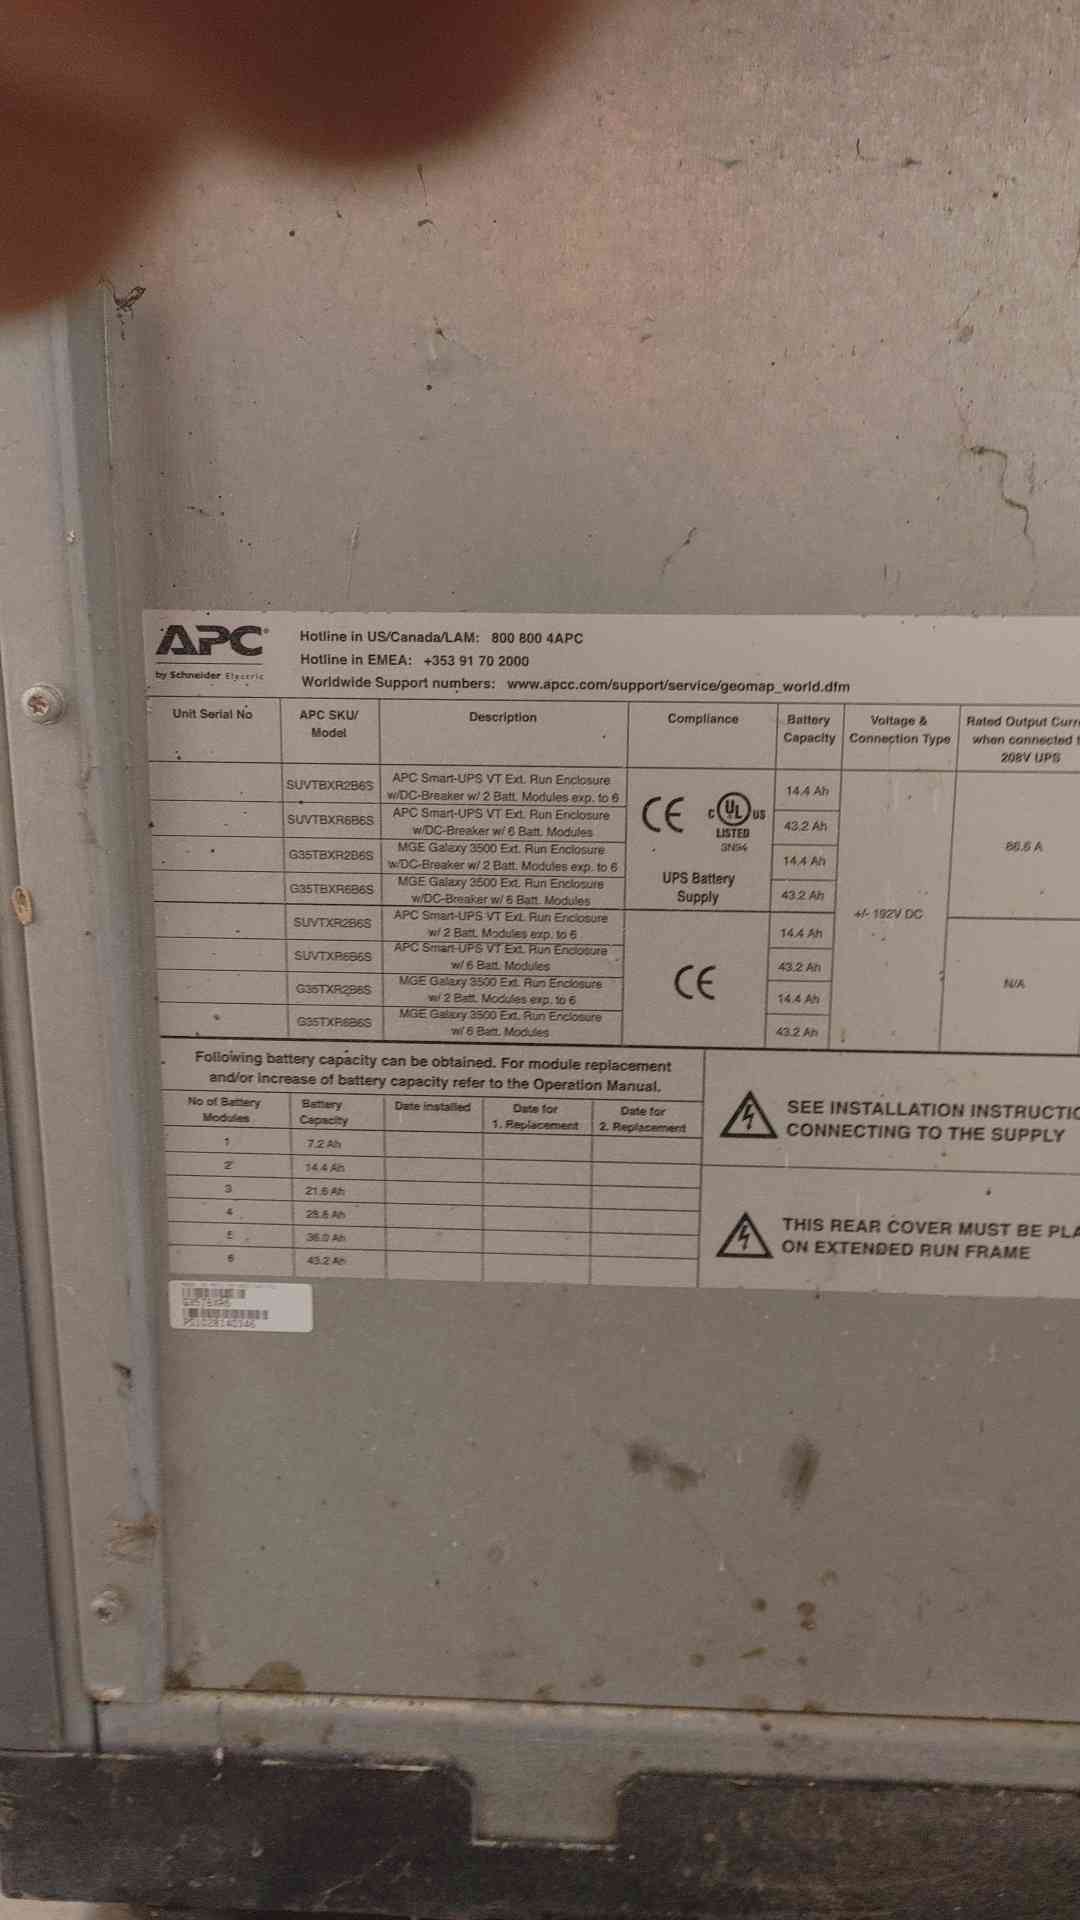 APC
by Schneider Electric
Hotline in US/Canada/LAM: 800 800 4APC
Hotline in EMEA: +353 91 70 2000
Worldwide Support numbers: www.apcc.com/support/service/geomap_world.dfm
Unit Serial No
APC SKU/
Model
Description
Compliance
Battery
Capacity
Voltage &
Connection Type
Rated Output Curr
when connected t
208V UPS
SUVTBXR2B6S
APC Smart-UPS VT Ext. Run Enclosure
w/DC-Breaker w/ 2 Batt. Modules exp. to 6
14.4 Ah
SUVTBXR6B6S
APC Smart-UPS VT Ext. Run Enclosure
w/DC-Breaker w/ 6 Batt. Modules
43.2 Ah
G35TBXR2B6S
MGE Galaxy 3500 Ext. Run Enclosure
w/DC-Breaker w/ 2 Batt. Modules exp. to 6
14.4 Ah
G35TBXR6B6S
MGE Galaxy 3500 Ext. Run Enclosure
w/DC-Breaker w/ 6 Batt. Modules
43.2 Ah
SUVTXR2B6S
APC Smart-UPS VT Ext. Run Enclosure
w/ 2 Batt. Modules exp. to 6
14.4 Ah
SUVTXR6B6S
APC Smart-UPS VT Ext. Run Enclosure
w/ 6 Batt. Modules
43.2 Ah
G35TXR2B6S
MGE Galaxy 3500 Ext. Run Enclosure
w/ 2 Batt. Modules exp. to 6
14.4 Ah
G35TXR6B6S
MGE Galaxy 3500 Ext. Run Enclosure
w/ 6 Batt. Modules
43.2 Ah
CE
C UL US
LISTED
3N94
UPS Battery
Supply
CE
+/- 192V DC
86.6 A
N/A
Following battery capacity can be obtained. For module replacement
and/or increase of battery capacity refer to the Operation Manual.
No of Battery
Modules
Battery
Capacity
Date installed
Date for
1. Replacement
Date for
2. Replacement
1 7.2 Ah
2 14.4 Ah
3 21.6 Ah
4 28.8 Ah
5 36.0 Ah
6 43.2 Ah
SEE INSTALLATION INSTRUCTIO
CONNECTING TO THE SUPPLY
THIS REAR COVER MUST BE PLA
ON EXTENDED RUN FRAME